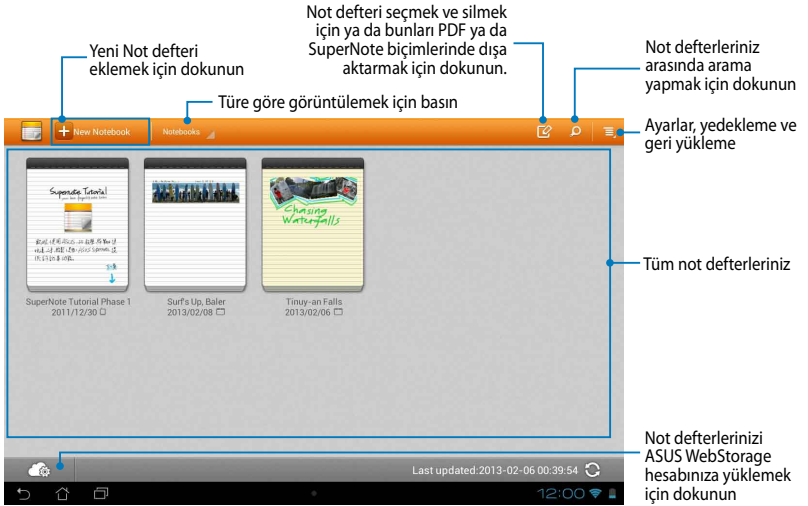 Not defteri seçmek ve silmek
için ya da bunları PDF ya da
SuperNote biçimlerinde dışa
aktarmak için dokunun.
Yeni Not defteri
eklemek için dokunun
Not defterleriniz
arasında arama
yapmak için dokunun
Türe göre görüntülemek için basın
Ayarlar, yedekleme ve
geri yükleme
New Notebook
Notebooks
Supernote Tutorial
Chasing
Waterfalls
Tüm not defterleriniz
SuperNote Tutorial Phase 1
2011/12/30
Surf's Up, Baler
2013/02/08
Tinuy-an Falls
2013/02/06
Not defterlerinizi
ASUS WebStorage
hesabınıza yüklemek
için dokunun
Last updated:2013-02-06 00:39:54
12:00